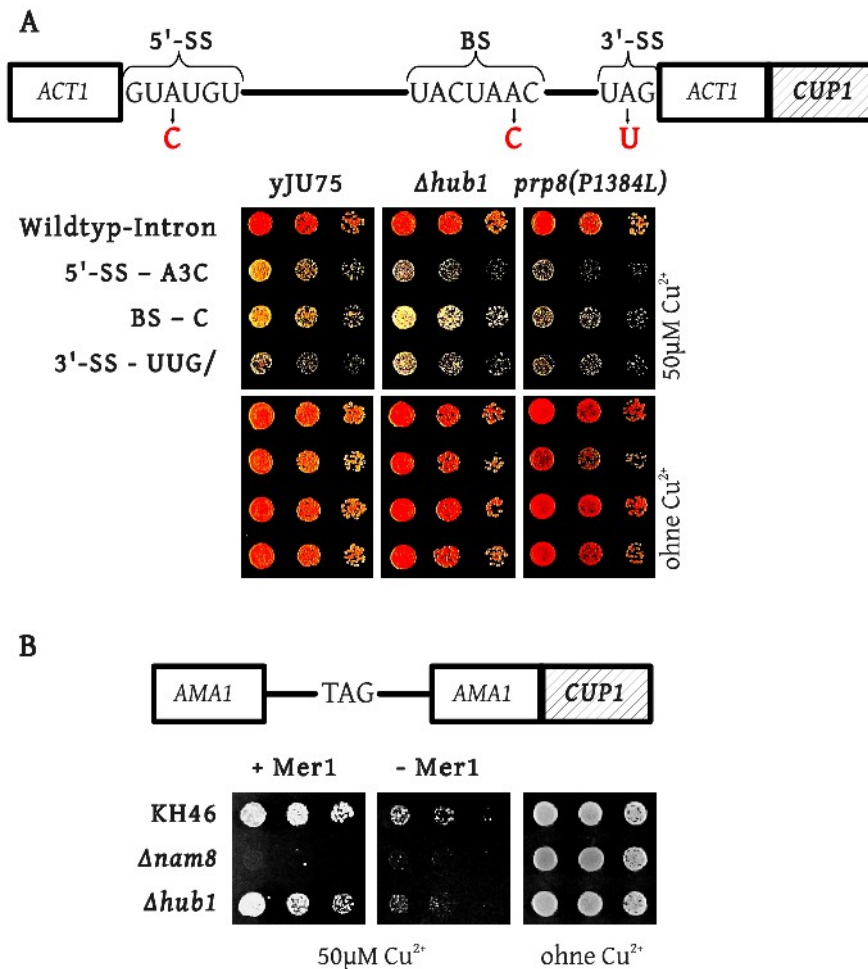 A
5'-SS BS 3'-SS
ACT1 GUAUGU UACUAAC UAG ACT1 CUP1
C C U
yJU75 Δhub1 prp8(P1384L)
Wildtyp-Intron
5'-SS – A3C
BS – C
3'-SS - UUG/
50µM Cu²⁺
ohne Cu²⁺
B
AMA1 TAG AMA1 CUP1
+ Mer1 - Mer1
KH46
Δnam8
Δhub1
50µM Cu²⁺ ohne Cu²⁺